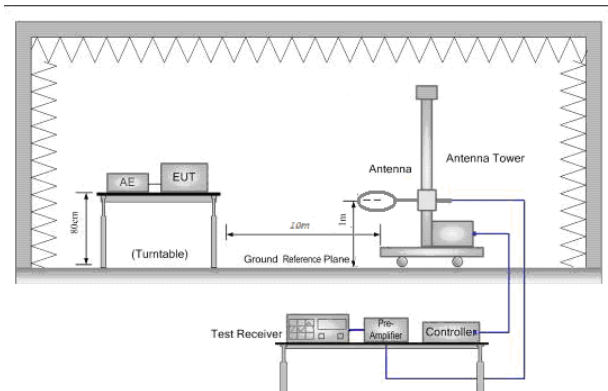 Antenna
Antenna Tower
AE
EUT
80cm
(Turntable)
10m
1m
Ground Reference Plane
Test Receiver
Pre-
Amplifier
Controller